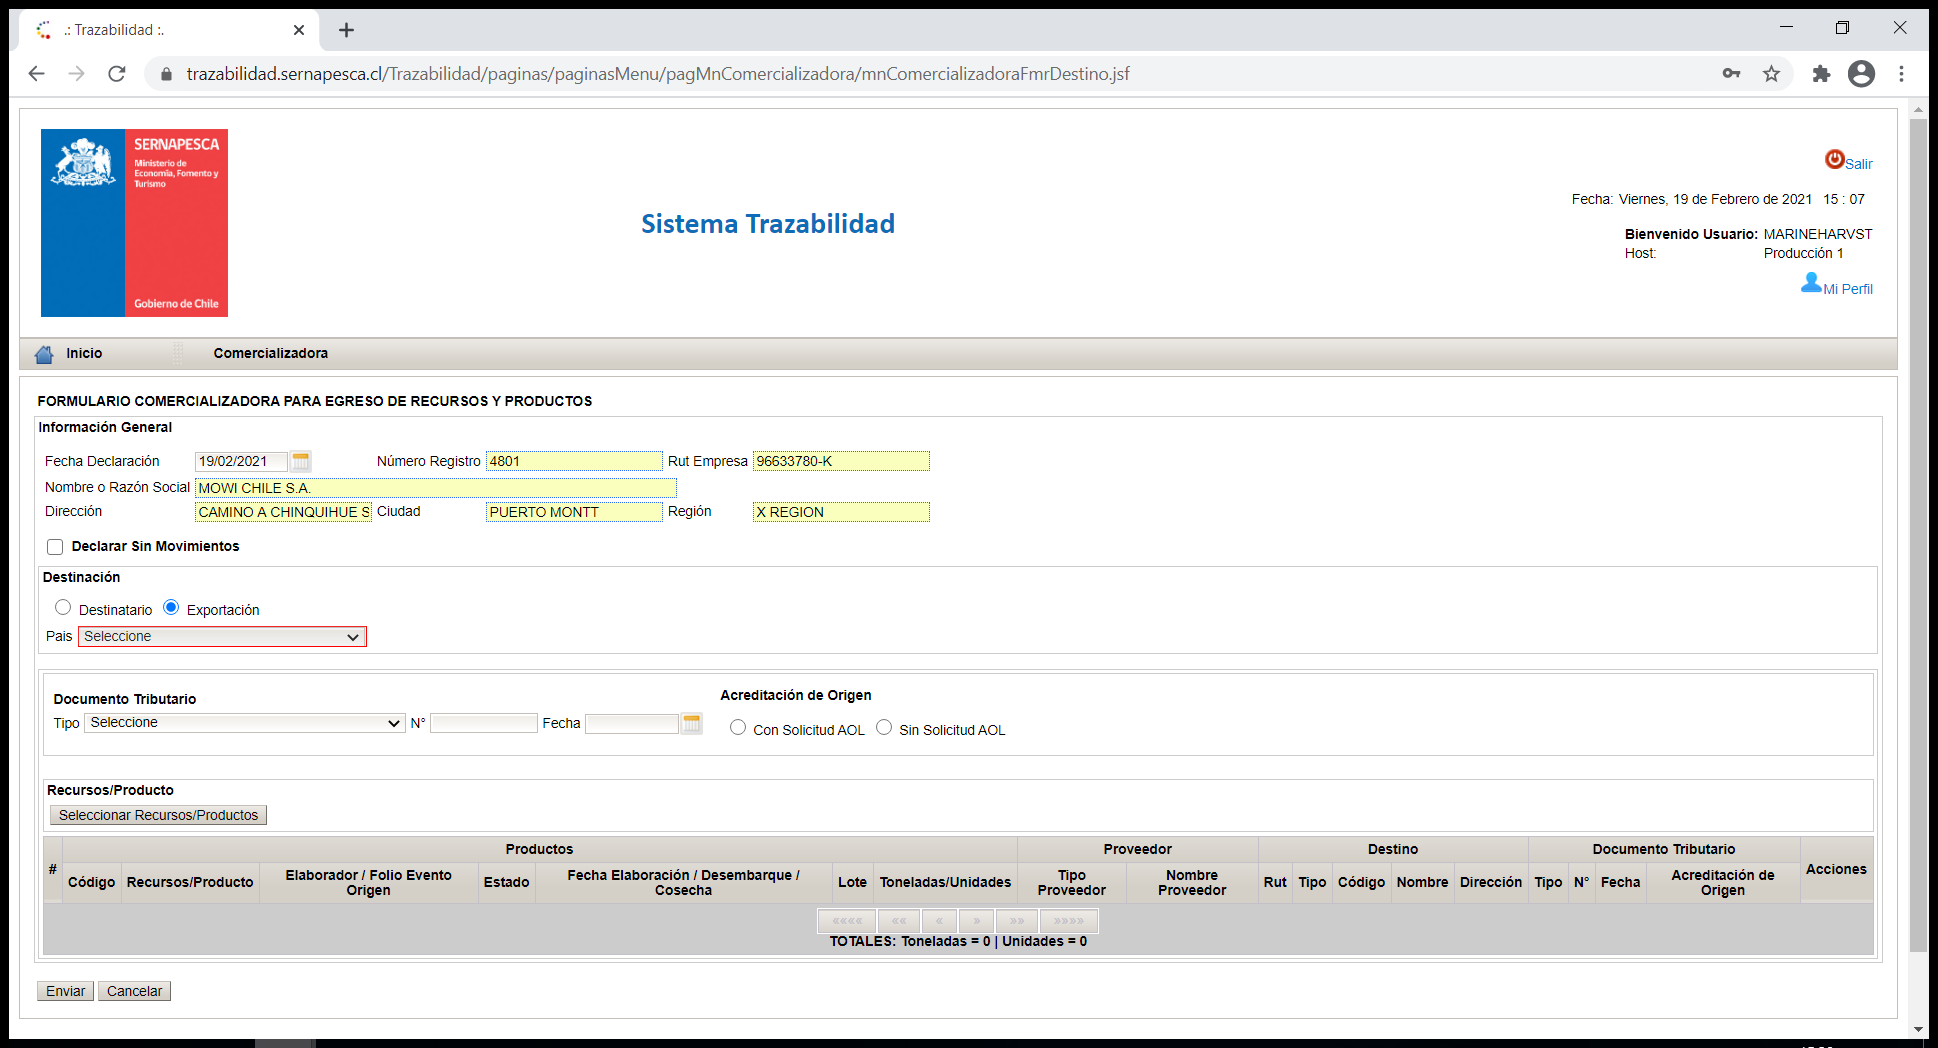 .: Trazabilidad :.
trazabilidad.sernapesca.cl/Trazabilidad/paginas/paginasMenu/pagMnComercializadora/mnComercializadoraFmrDestino.jsf
SERNAPESCA
Ministerio de
Economía, Fomento y
Turismo
Gobierno de Chile
Sistema Trazabilidad
Salir
Fecha: Viernes, 19 de Febrero de 2021 15 : 07
Bienvenido Usuario: MARINEHARVST
Host: Producción 1
Mi Perfil
Inicio Comercializadora
FORMULARIO COMERCIALIZADORA PARA EGRESO DE RECURSOS Y PRODUCTOS
Información General
Fecha Declaración 19/02/2021 Número Registro 4801 Rut Empresa 96633780-K
Nombre o Razón Social MOWI CHILE S.A.
Dirección CAMINO A CHINQUIHUE S Ciudad PUERTO MONTT Región X REGION
Declarar Sin Movimientos
Destinación
Destinatario Exportación
Pais Seleccione
Documento Tributario
Tipo Seleccione N° Fecha
Acreditación de Origen
Con Solicitud AOL Sin Solicitud AOL
Recursos/Producto
Seleccionar Recursos/Productos
# Productos Proveedor Destino Documento Tributario Acciones
Código Recursos/Producto Elaborador / Folio Evento Origen Estado Fecha Elaboración / Desembarque / Cosecha Lote Toneladas/Unidades Tipo Proveedor Nombre Proveedor Rut Tipo Código Nombre Dirección Tipo N° Fecha Acreditación de Origen
«««« «« « » »» »»»»
TOTALES: Toneladas = 0 | Unidades = 0
Enviar Cancelar